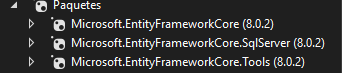 Paquetes
Microsoft.EntityFrameworkCore (8.0.2)
Microsoft.EntityFrameworkCore.SqlServer (8.0.2)
Microsoft.EntityFrameworkCore.Tools (8.0.2)